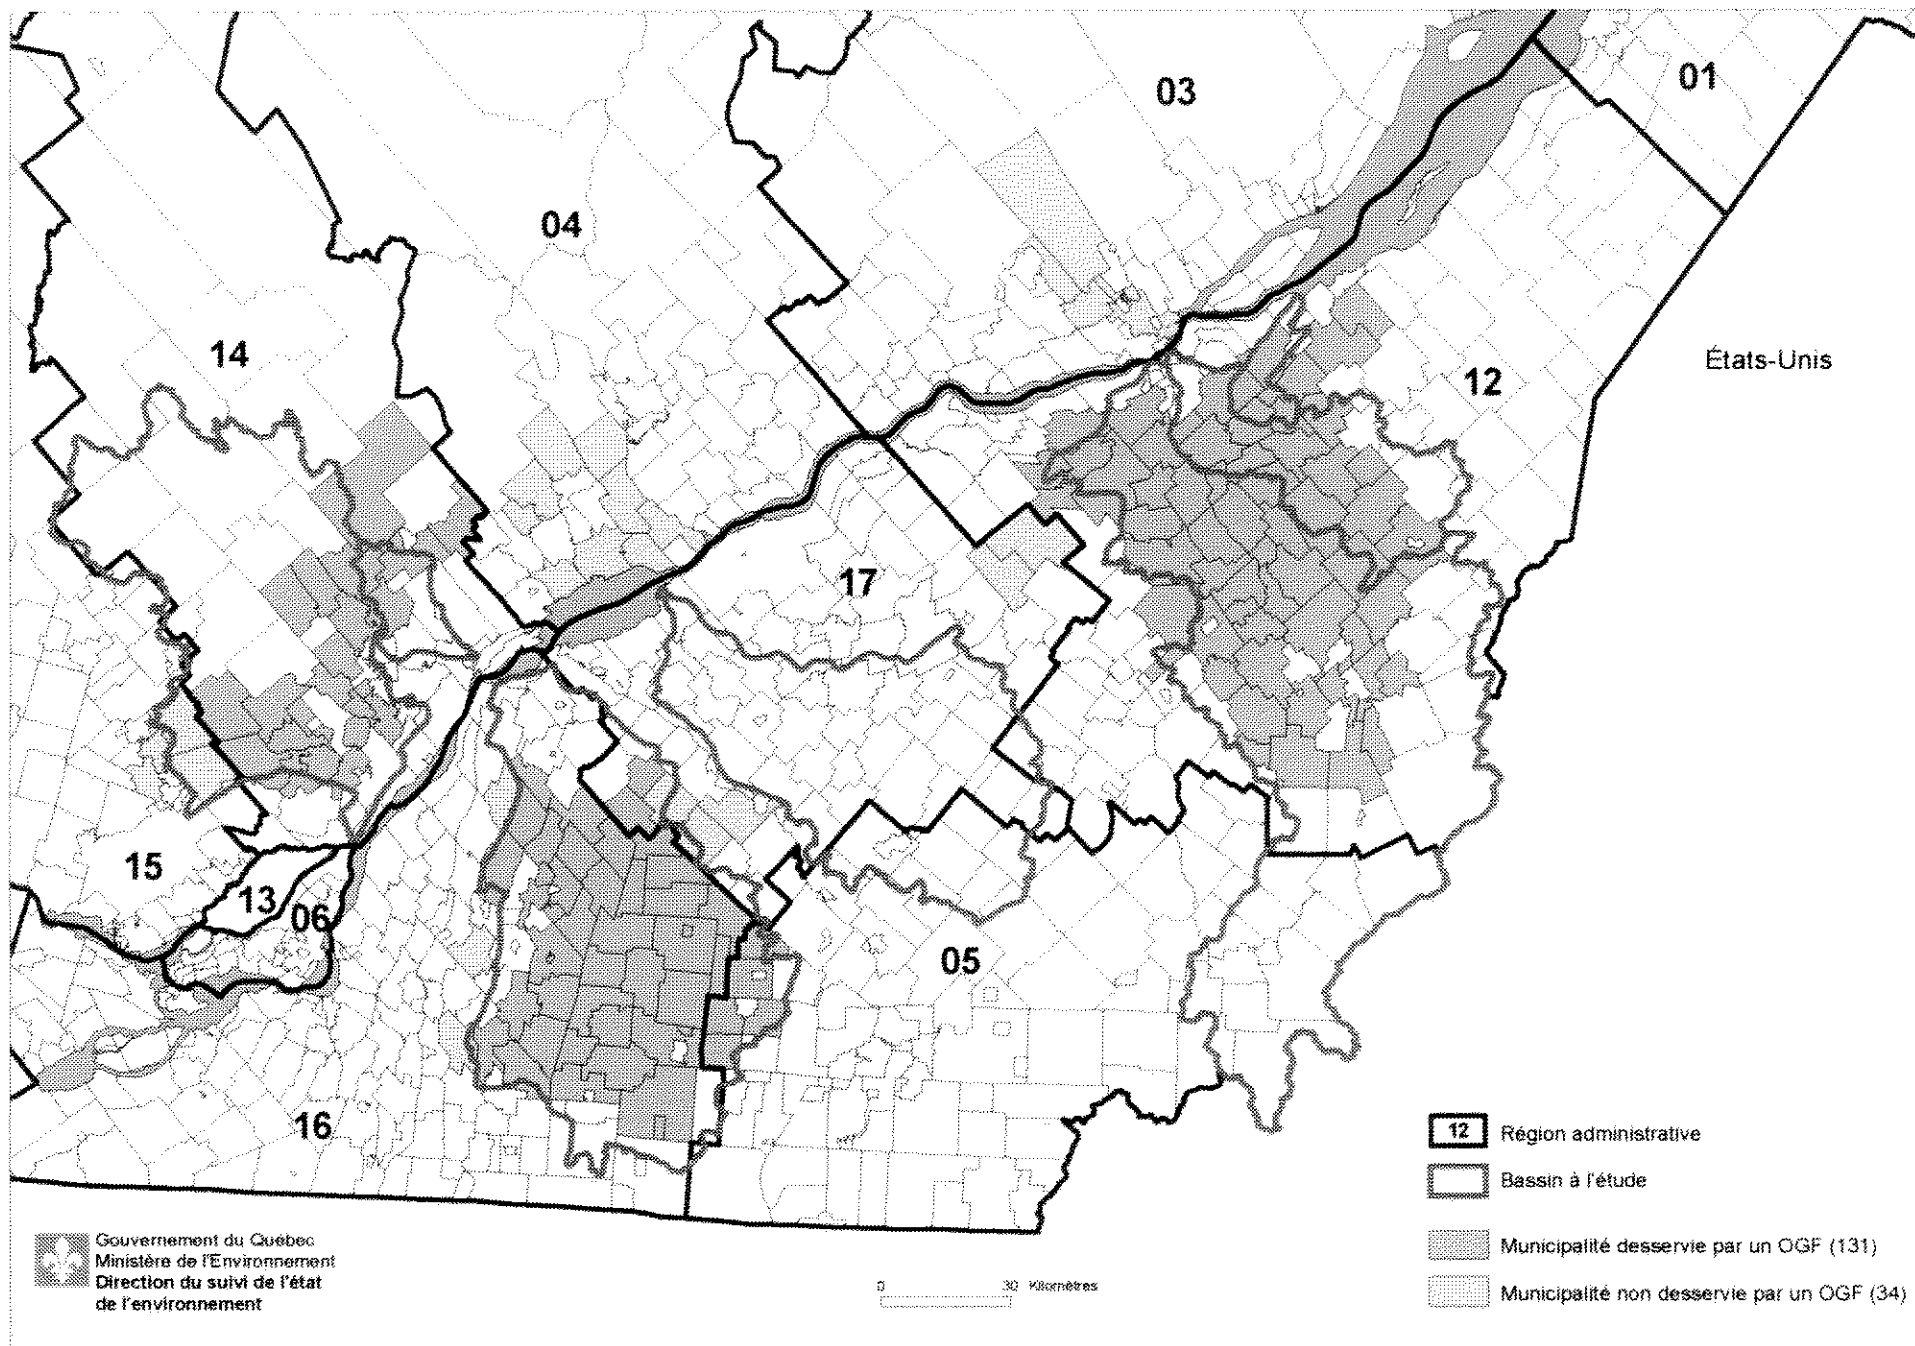 03
01
04
14
12
États-Unis
17
15
13
06
05
16
12 Région administrative
Bassin à l'étude
Municipalité desservie par un OGF (131)
Municipalité non desservie par un OGF (34)
Gouvernement du Québec
Ministère de l'Environnement
Direction du suivi de l'état
de l'environnement
0 30 Kilomètres